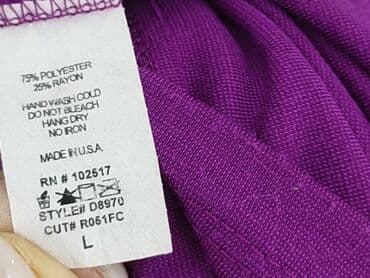 75% POLYESTER
25% RAYON
HAND WASH COLD
DO NOT BLEACH
HANG DRY
NO IRON
MADE IN U.S.A.
RN # 102517
STYLE# D8970
CUT# R051FC
L